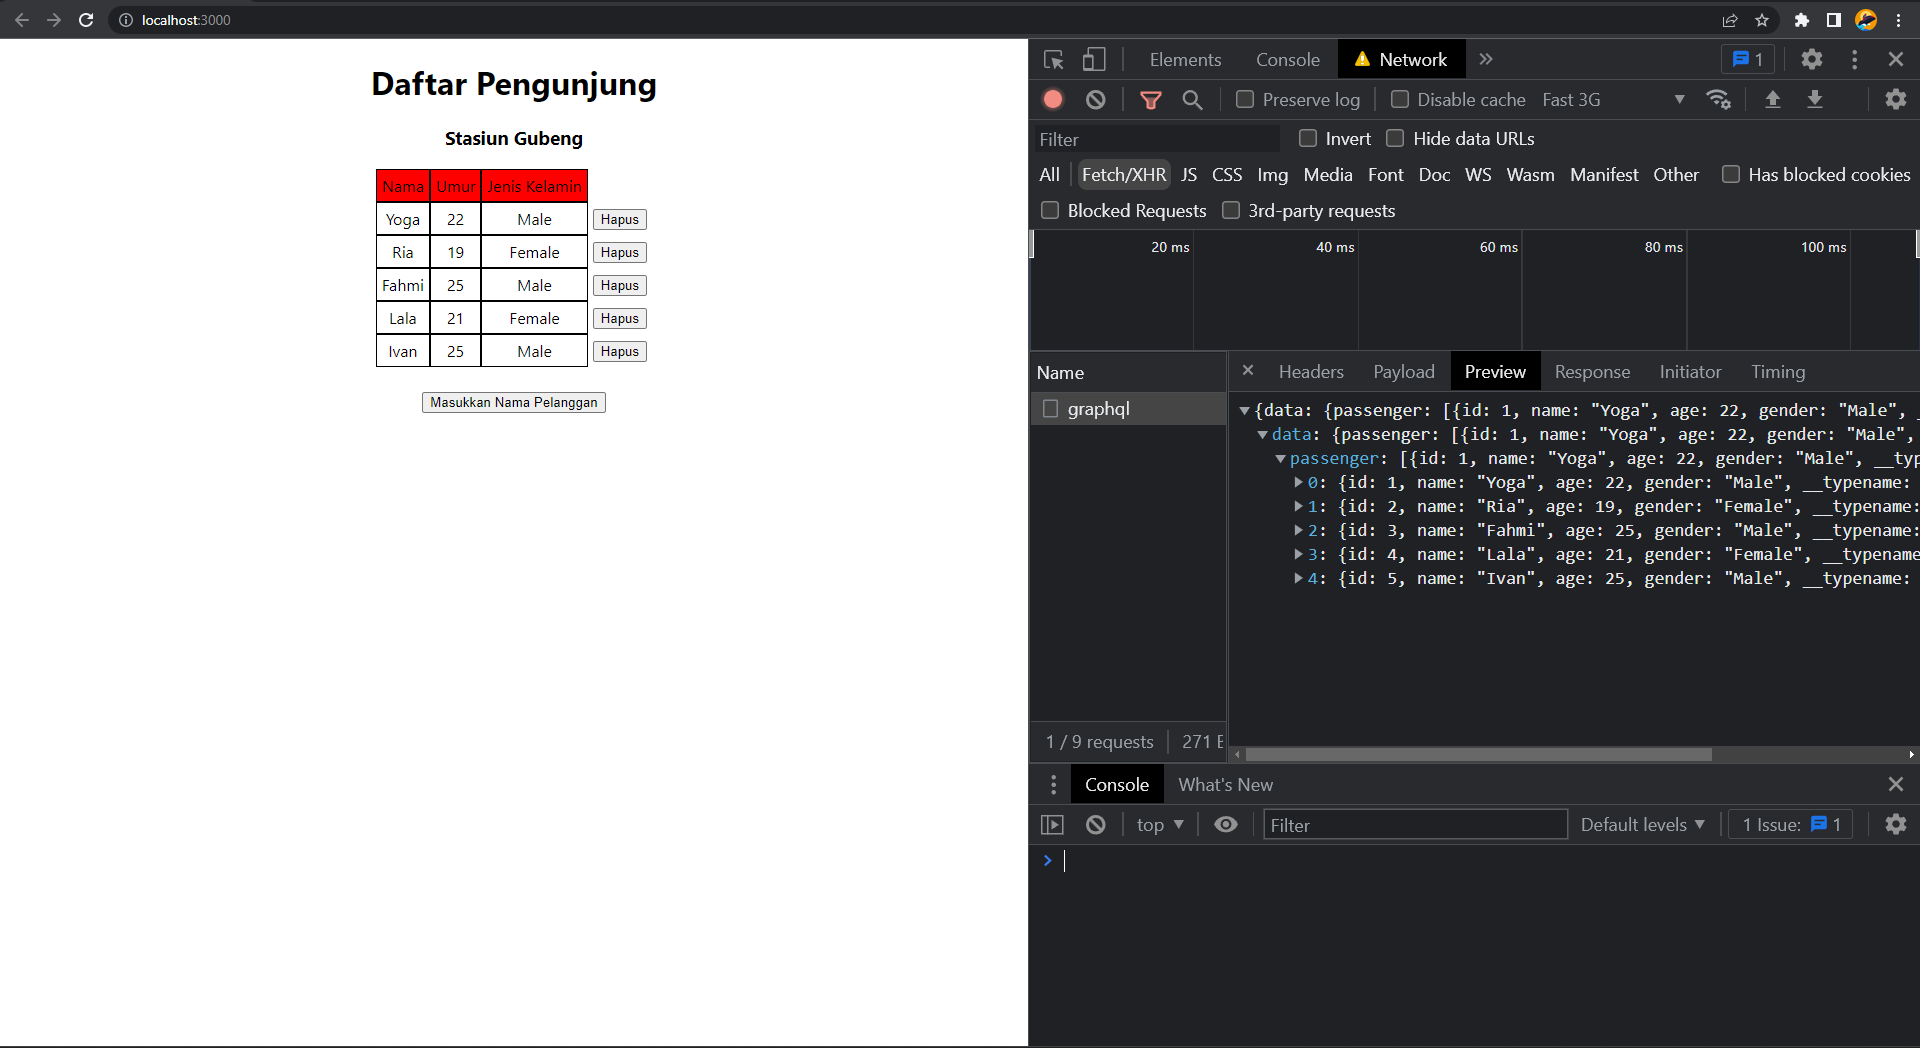 localhost:3000
Daftar Pengunjung
Stasiun Gubeng
Nama Umur Jenis Kelamin
Yoga 22 Male Hapus
Ria 19 Female Hapus
Fahmi 25 Male Hapus
Lala 21 Female Hapus
Ivan 25 Male Hapus
Masukkan Nama Pelanggan
Elements Console Network 1
Preserve log Disable cache Fast 3G
Filter Invert Hide data URLs
All Fetch/XHR JS CSS Img Media Font Doc WS Wasm Manifest Other Has blocked cookies
Blocked Requests 3rd-party requests
20 ms 40 ms 60 ms 80 ms 100 ms
Name Headers Payload Preview Response Initiator Timing
graphql
{data: {passenger: [{id: 1, name: "Yoga", age: 22, gender: "Male",
data: {passenger: [{id: 1, name: "Yoga", age: 22, gender: "Male",
passenger: [{id: 1, name: "Yoga", age: 22, gender: "Male", __typ
0: {id: 1, name: "Yoga", age: 22, gender: "Male", __typename:
1: {id: 2, name: "Ria", age: 19, gender: "Female", __typename:
2: {id: 3, name: "Fahmi", age: 25, gender: "Male", __typename:
3: {id: 4, name: "Lala", age: 21, gender: "Female", __typename
4: {id: 5, name: "Ivan", age: 25, gender: "Male", __typename:
1 / 9 requests 271
Console What's New
top Filter Default levels 1 Issue: 1